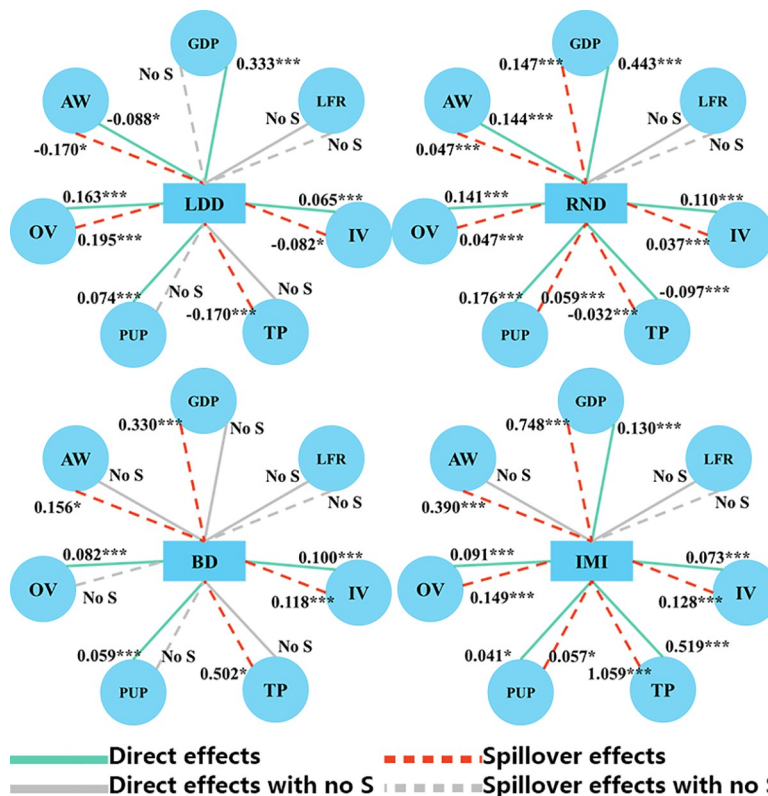 GDP
0.333***
No S
AW
-0.088*
-0.170*
LFR
No S
No S
OV
0.163***
0.195***
LDD
0.065***
-0.082*
IV
0.074***
No S
PUP
-0.170***
No S
TP
GDP
0.147***
0.443***
AW
0.144***
0.047***
LFR
No S
No S
OV
0.141***
0.047***
RND
0.110***
0.037***
IV
0.176***
0.059***
PUP
-0.032***
-0.097***
TP
GDP
0.330***
No S
AW
No S
0.156*
LFR
No S
No S
OV
0.082***
No S
BD
0.100***
0.118***
IV
0.059***
No S
PUP
0.502*
No S
TP
GDP
0.748***
0.130***
AW
No S
0.390***
LFR
No S
No S
OV
0.091***
0.149***
IMI
0.073***
0.128***
IV
0.041*
0.057*
PUP
1.059***
0.519***
TP
Direct effects
Spillover effects
Direct effects with no S
Spillover effects with no S